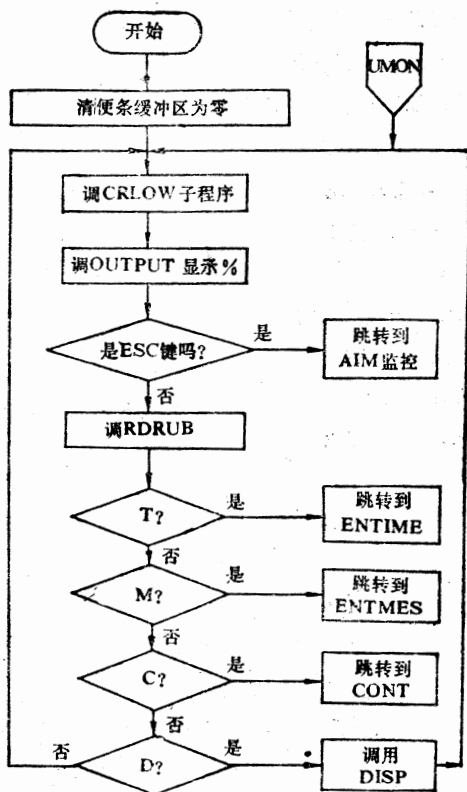 开始
UMON
清便条缓冲区为零
调CRLOW子程序
调OUTPUT 显示%
是ESC键吗?
是
跳转到
AIM监控
否
调RDRUB
T?
是
跳转到
ENTIME
否
M?
是
跳转到
ENTMES
否
C?
是
跳转到
CONT
否
否
D?
是
调用
DISP